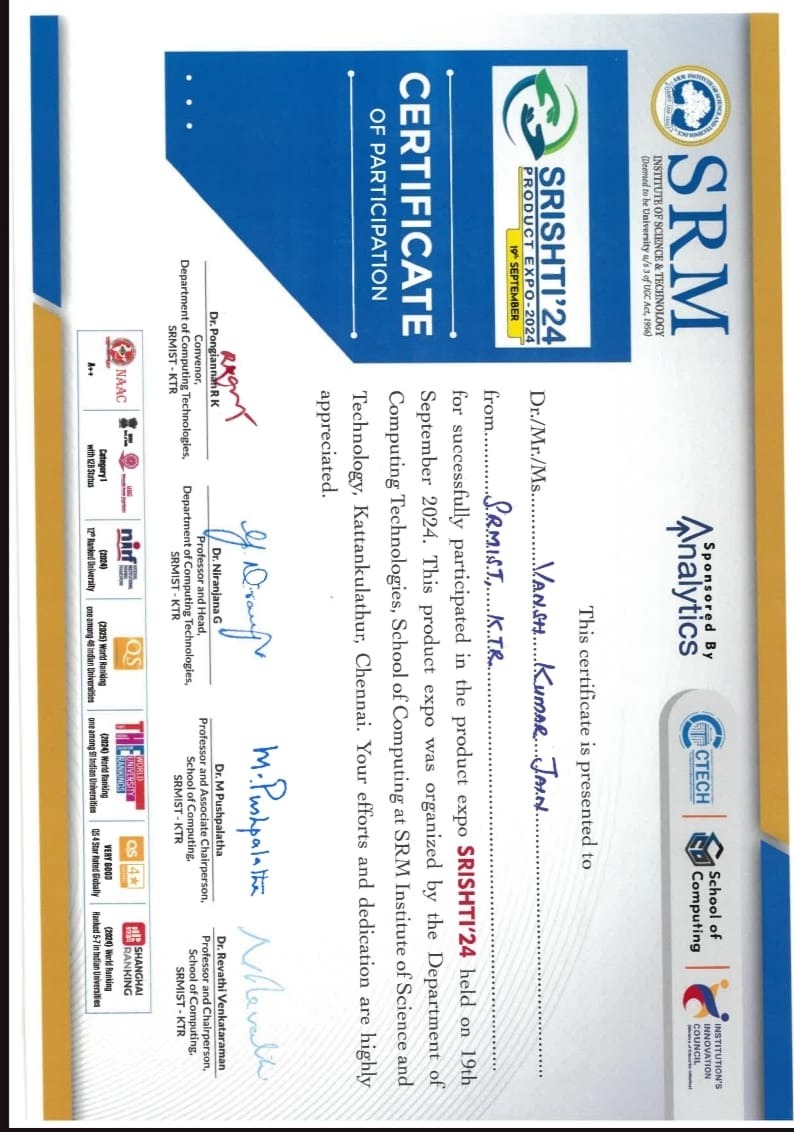 SRM
INSTITUTE OF SCIENCE & TECHNOLOGY
(Deemed to be University u/s 3 of UGC Act, 1956)
Sponsored By
Analytics
CTECH
School of
Computing
INSTITUTION'S
INNOVATION
COUNCIL
SRISHTI'24
PRODUCT EXPO-2024
19th SEPTEMBER
CERTIFICATE
OF PARTICIPATION
This certificate is presented to
Dr./Mr./Ms. VANSH KUMAR JAIN
from SRMIST, KTR
for successfully participated in the product expo SRISHTI'24 held on 19th
September 2024. This product expo was organized by the Department of
Computing Technologies, School of Computing at SRM Institute of Science and
Technology, Kattankulathur, Chennai. Your efforts and dedication are highly
appreciated.
M. Pushpalatha
Dr. Pongiannan R K
Convenor,
Department of Computing Technologies,
SRMIST - KTR
Dr. Niranjana G
Professor and Head,
Department of Computing Technologies,
SRMIST - KTR
Dr. M Pushpalatha
Professor and Associate Chairperson,
School of Computing,
SRMIST - KTR
Dr. Revathi Venkataraman
Professor and Chairperson,
School of Computing,
SRMIST - KTR
NAAC
A++
UGC
Category I
with 12B Status
nirf
(2024)
12th Ranked University
QS
(2025) World Ranking
one among 46 Indian Universities
THE WORLD
UNIVERSITY
RANKINGS
(2024) World Ranking
one among 91 Indian Universities
QS 4★
VERY GOOD
QS 4 Star Rated Globally
SHANGHAI
RANKING
(2024) World Ranking
Ranked 5-7 in Indian Universities